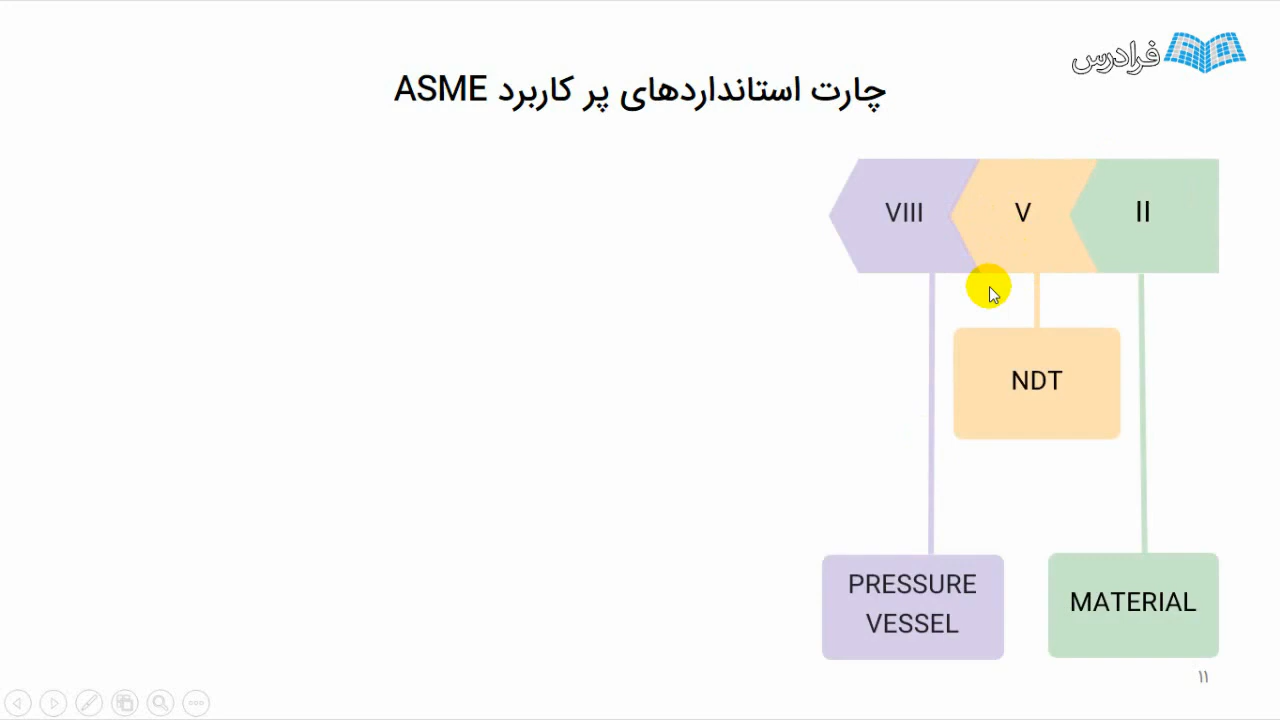 فرادرس
چارت استانداردهای پر کاربرد ASME
II
V
VIII
NDT
MATERIAL
PRESSURE
VESSEL
۱۱